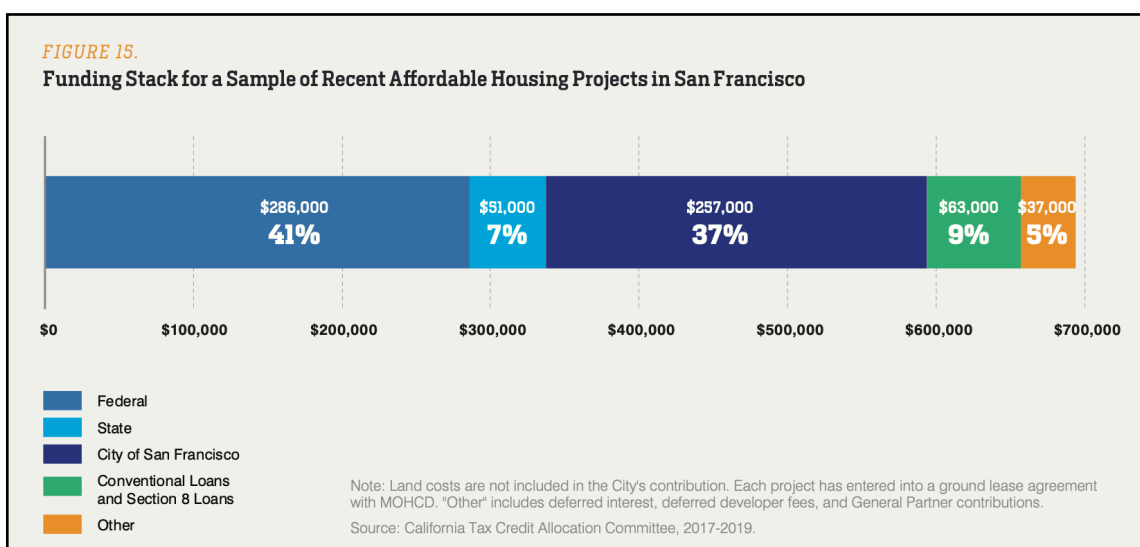 FIGURE 15.
Funding Stack for a Sample of Recent Affordable Housing Projects in San Francisco
$286,000 $51,000 $257,000 $63,000 $37,000
41% 7% 37% 9% 5%
$0 $100,000 $200,000 $300,000 $400,000 $500,000 $600,000 $700,000
Federal
State
City of San Francisco
Conventional Loans
and Section 8 Loans
Other
Note: Land costs are not included in the City's contribution. Each project has entered into a ground lease agreement
with MOHCD. "Other" includes deferred interest, deferred developer fees, and General Partner contributions.
Source: California Tax Credit Allocation Committee, 2017-2019.